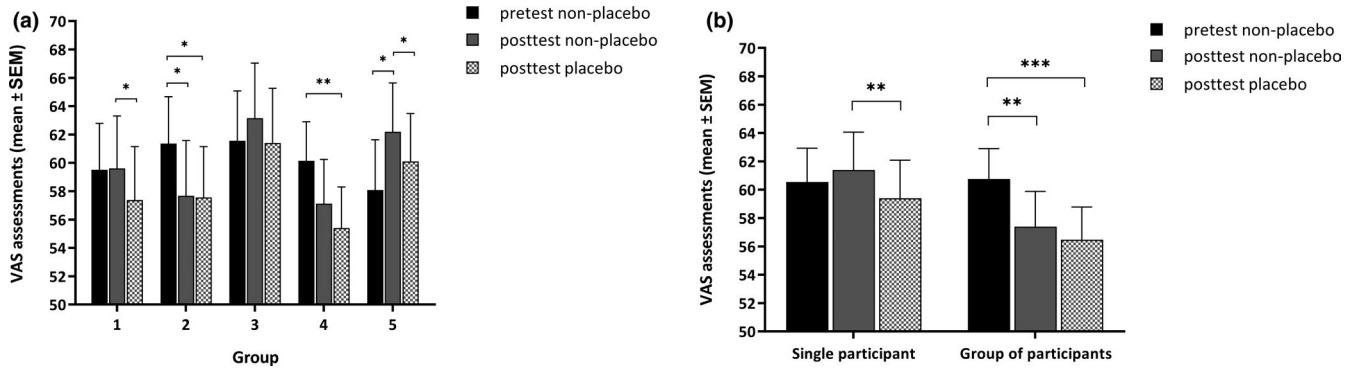 (a)
VAS assessments (mean ± SEM)
70
68
66
64
62
60
58
56
54
52
50
*
*
*
**
*
*
1 2 3 4 5
Group
pretest non-placebo
posttest non-placebo
posttest placebo
(b)
VAS assessments (mean ± SEM)
70
68
66
64
62
60
58
56
54
52
50
**
***
**
Single participant Group of participants
pretest non-placebo
posttest non-placebo
posttest placebo